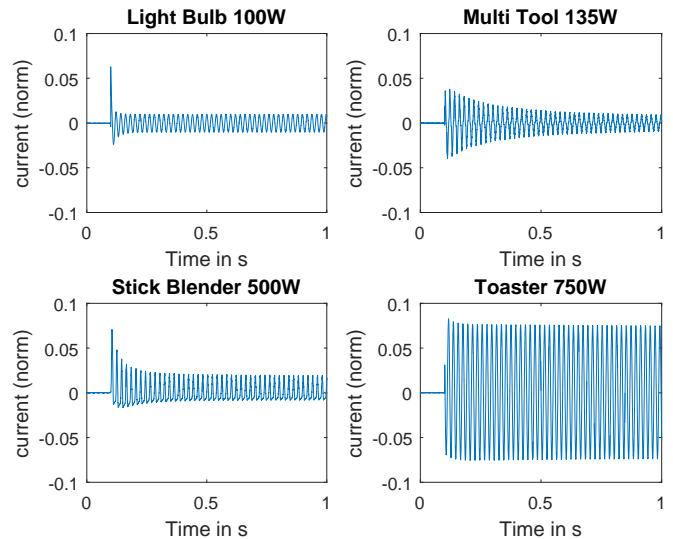 Light Bulb 100W
0.1
0.05
0
-0.05
-0.1
current (norm)
0
0.5
1
Time in s
Multi Tool 135W
0.1
0.05
0
-0.05
-0.1
current (norm)
0
0.5
1
Time in s
Stick Blender 500W
0.1
0.05
0
-0.05
-0.1
current (norm)
0
0.5
1
Time in s
Toaster 750W
0.1
0.05
0
-0.05
-0.1
current (norm)
0
0.5
1
Time in s